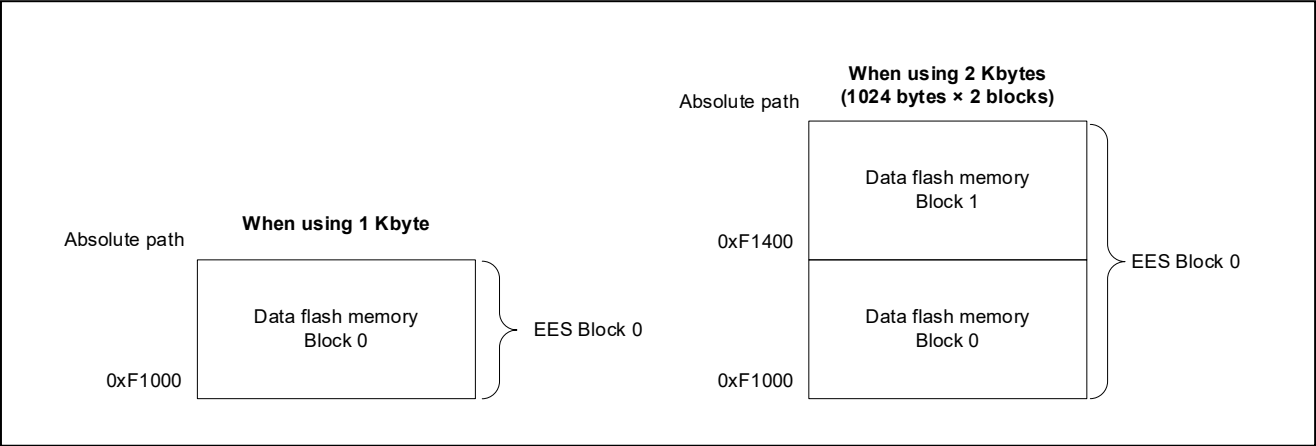 When using 1 Kbyte
Absolute path
Data flash memory
Block 0
0xF1000
EES Block 0
When using 2 Kbytes
(1024 bytes × 2 blocks)
Absolute path
Data flash memory
Block 1
0xF1400
EES Block 0
Data flash memory
Block 0
0xF1000